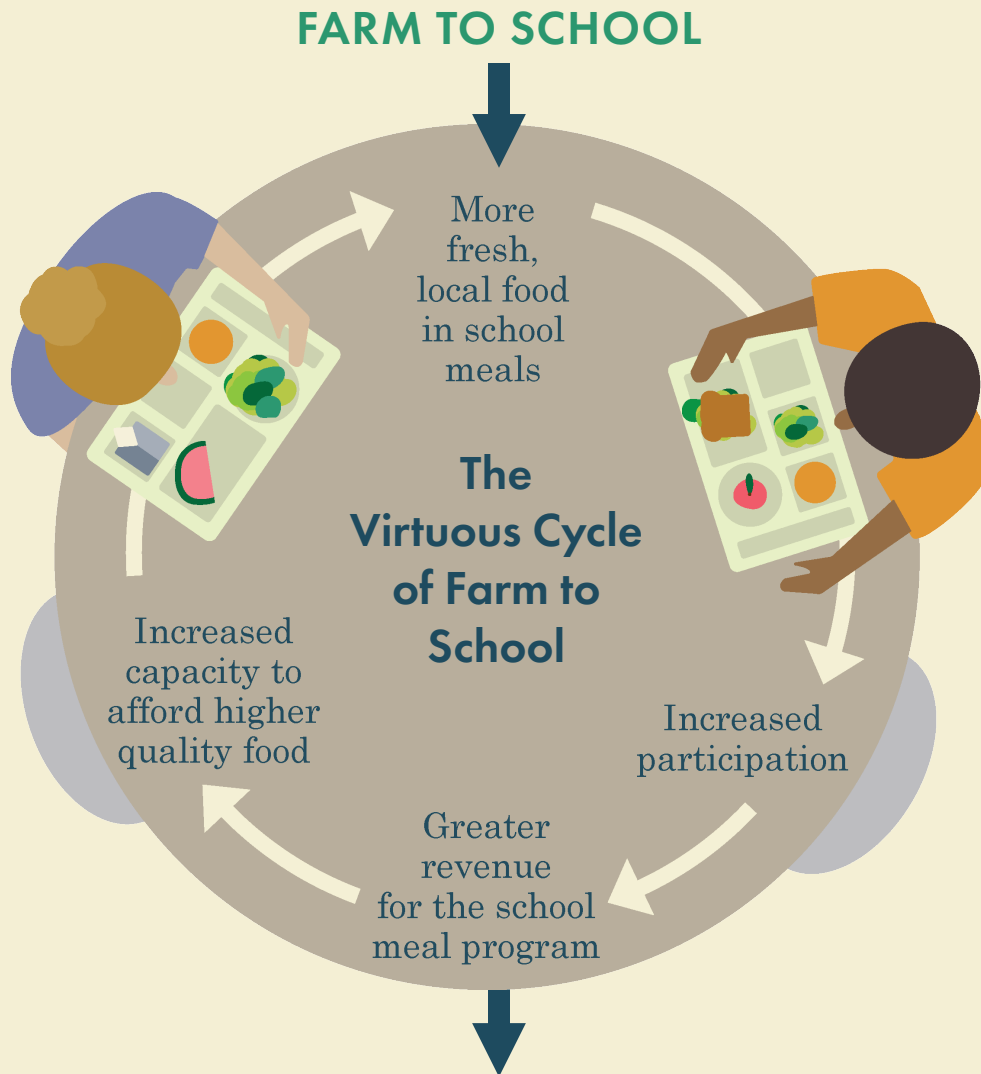 FARM TO SCHOOL
More
fresh,
local food
in school
meals
The
Virtuous Cycle
of Farm to
School
Increased
participation
Greater
revenue
for the school
meal program
Increased
capacity to
afford higher
quality food